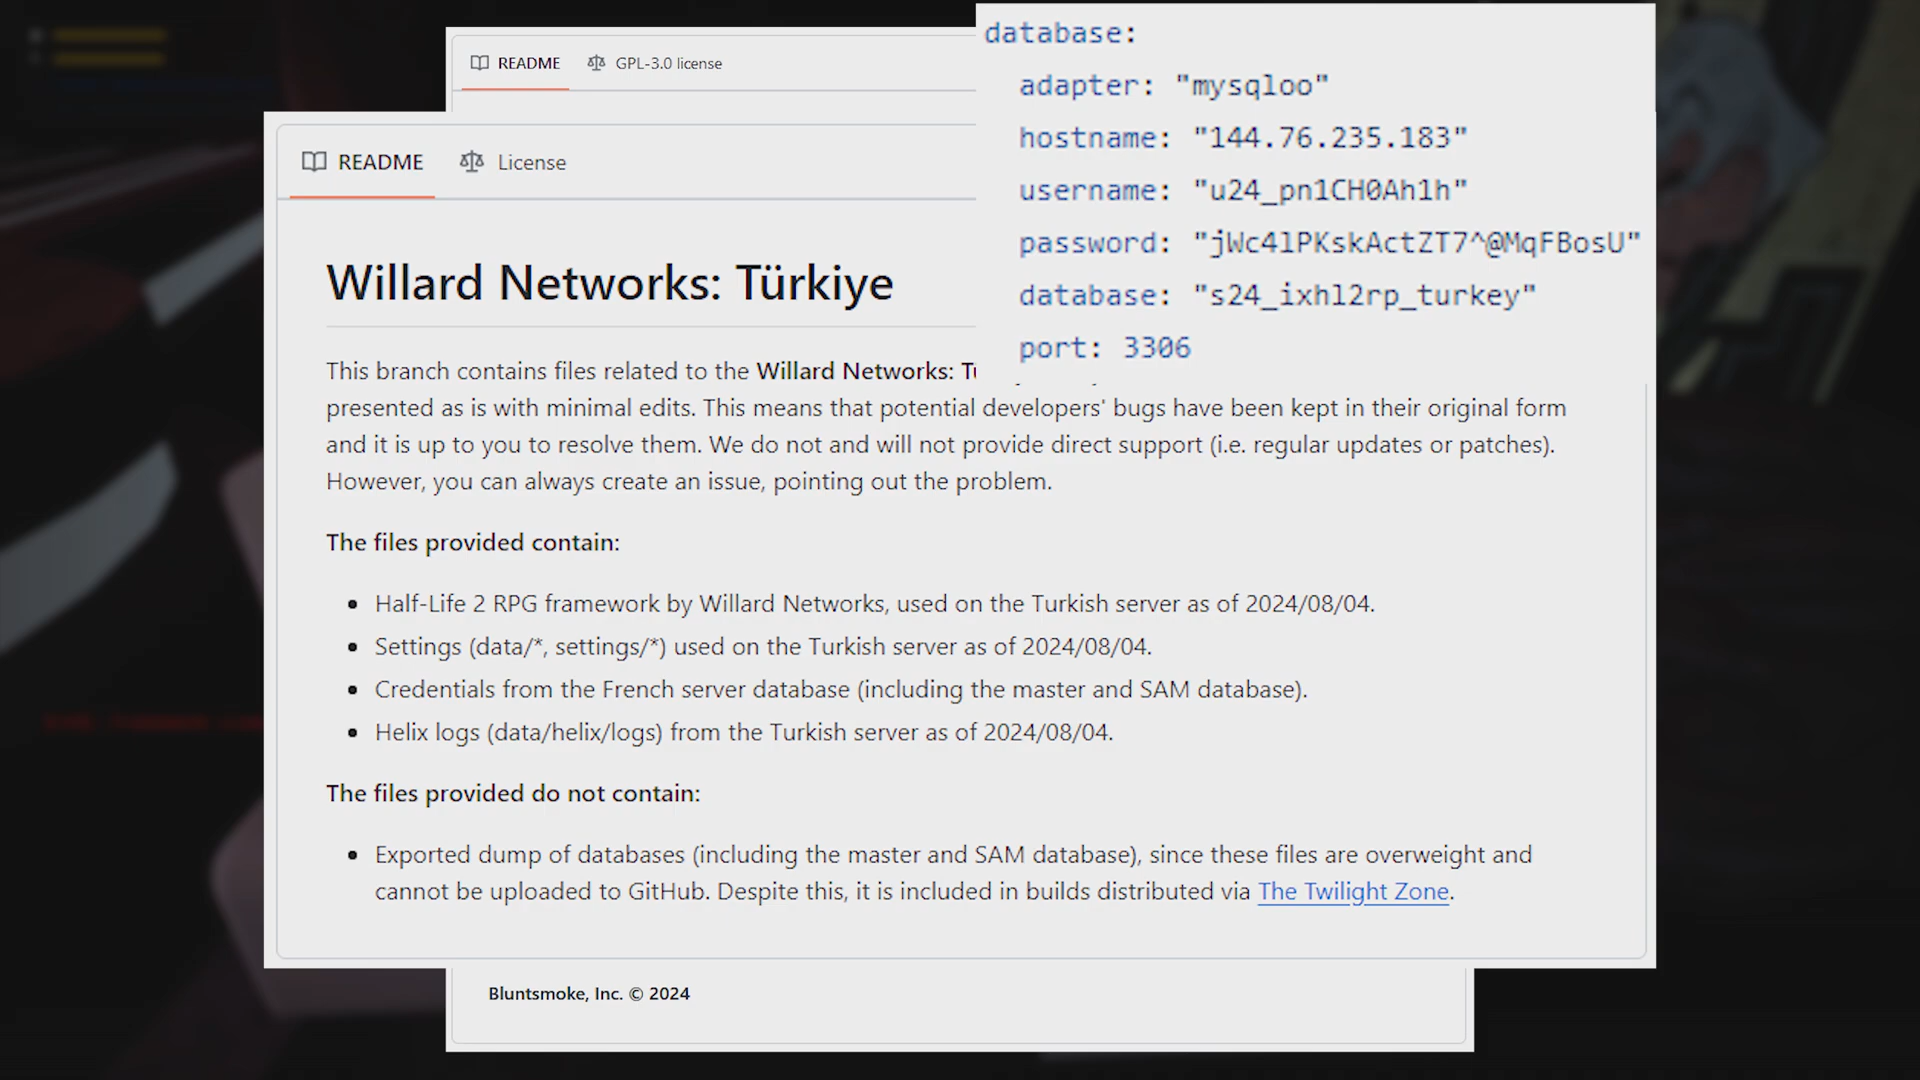 README GPL-3.0 license
database:
adapter: "mysqloo"
hostname: "144.76.235.183"
username: "u24_pn1CH0Ah1h"
password: "jWc4lPKskActZT7^@MqFBosU"
database: "s24_ixhl2rp_turkey"
port: 3306
README License
Willard Networks: Türkiye
This branch contains files related to the Willard Networks:
presented as is with minimal edits. This means that potential developers' bugs have been kept in their original form
and it is up to you to resolve them. We do not and will not provide direct support (i.e. regular updates or patches).
However, you can always create an issue, pointing out the problem.
The files provided contain:
• Half-Life 2 RPG framework by Willard Networks, used on the Turkish server as of 2024/08/04.
• Settings (data/*, settings/*) used on the Turkish server as of 2024/08/04.
• Credentials from the French server database (including the master and SAM database).
• Helix logs (data/helix/logs) from the Turkish server as of 2024/08/04.
The files provided do not contain:
• Exported dump of databases (including the master and SAM database), since these files are overweight and
cannot be uploaded to GitHub. Despite this, it is included in builds distributed via The Twilight Zone.
Bluntsmoke, Inc. © 2024